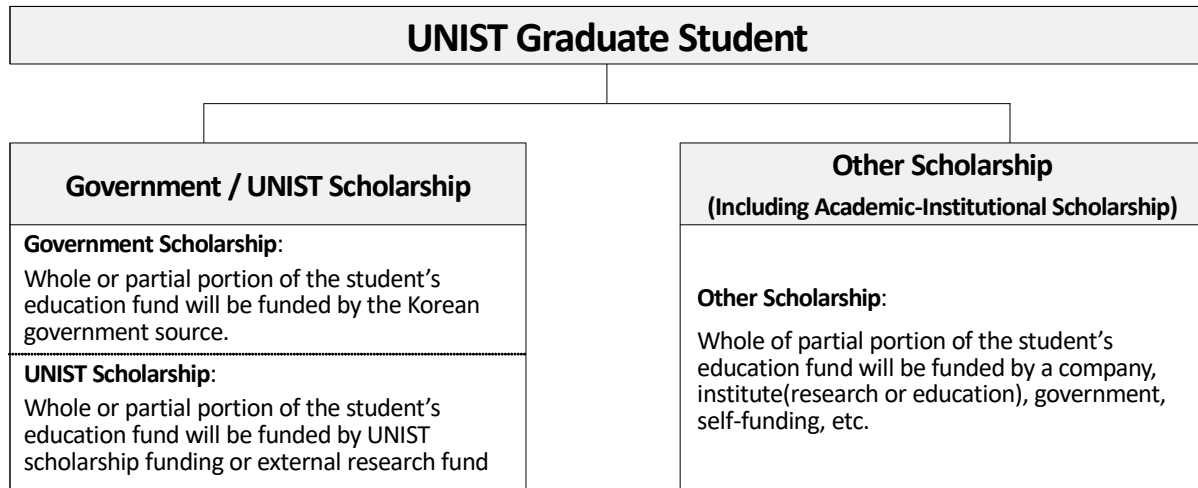 UNIST Graduate Student
Government / UNIST Scholarship
Government Scholarship:
Whole or partial portion of the student's
education fund will be funded by the Korean
government source.
UNIST Scholarship:
Whole or partial portion of the student's
education fund will be funded by UNIST
scholarship funding or external research fund
Other Scholarship
(Including Academic-Institutional Scholarship)
Other Scholarship:
Whole of partial portion of the student's
education fund will be funded by a company,
institute(research or education), government,
self-funding, etc.